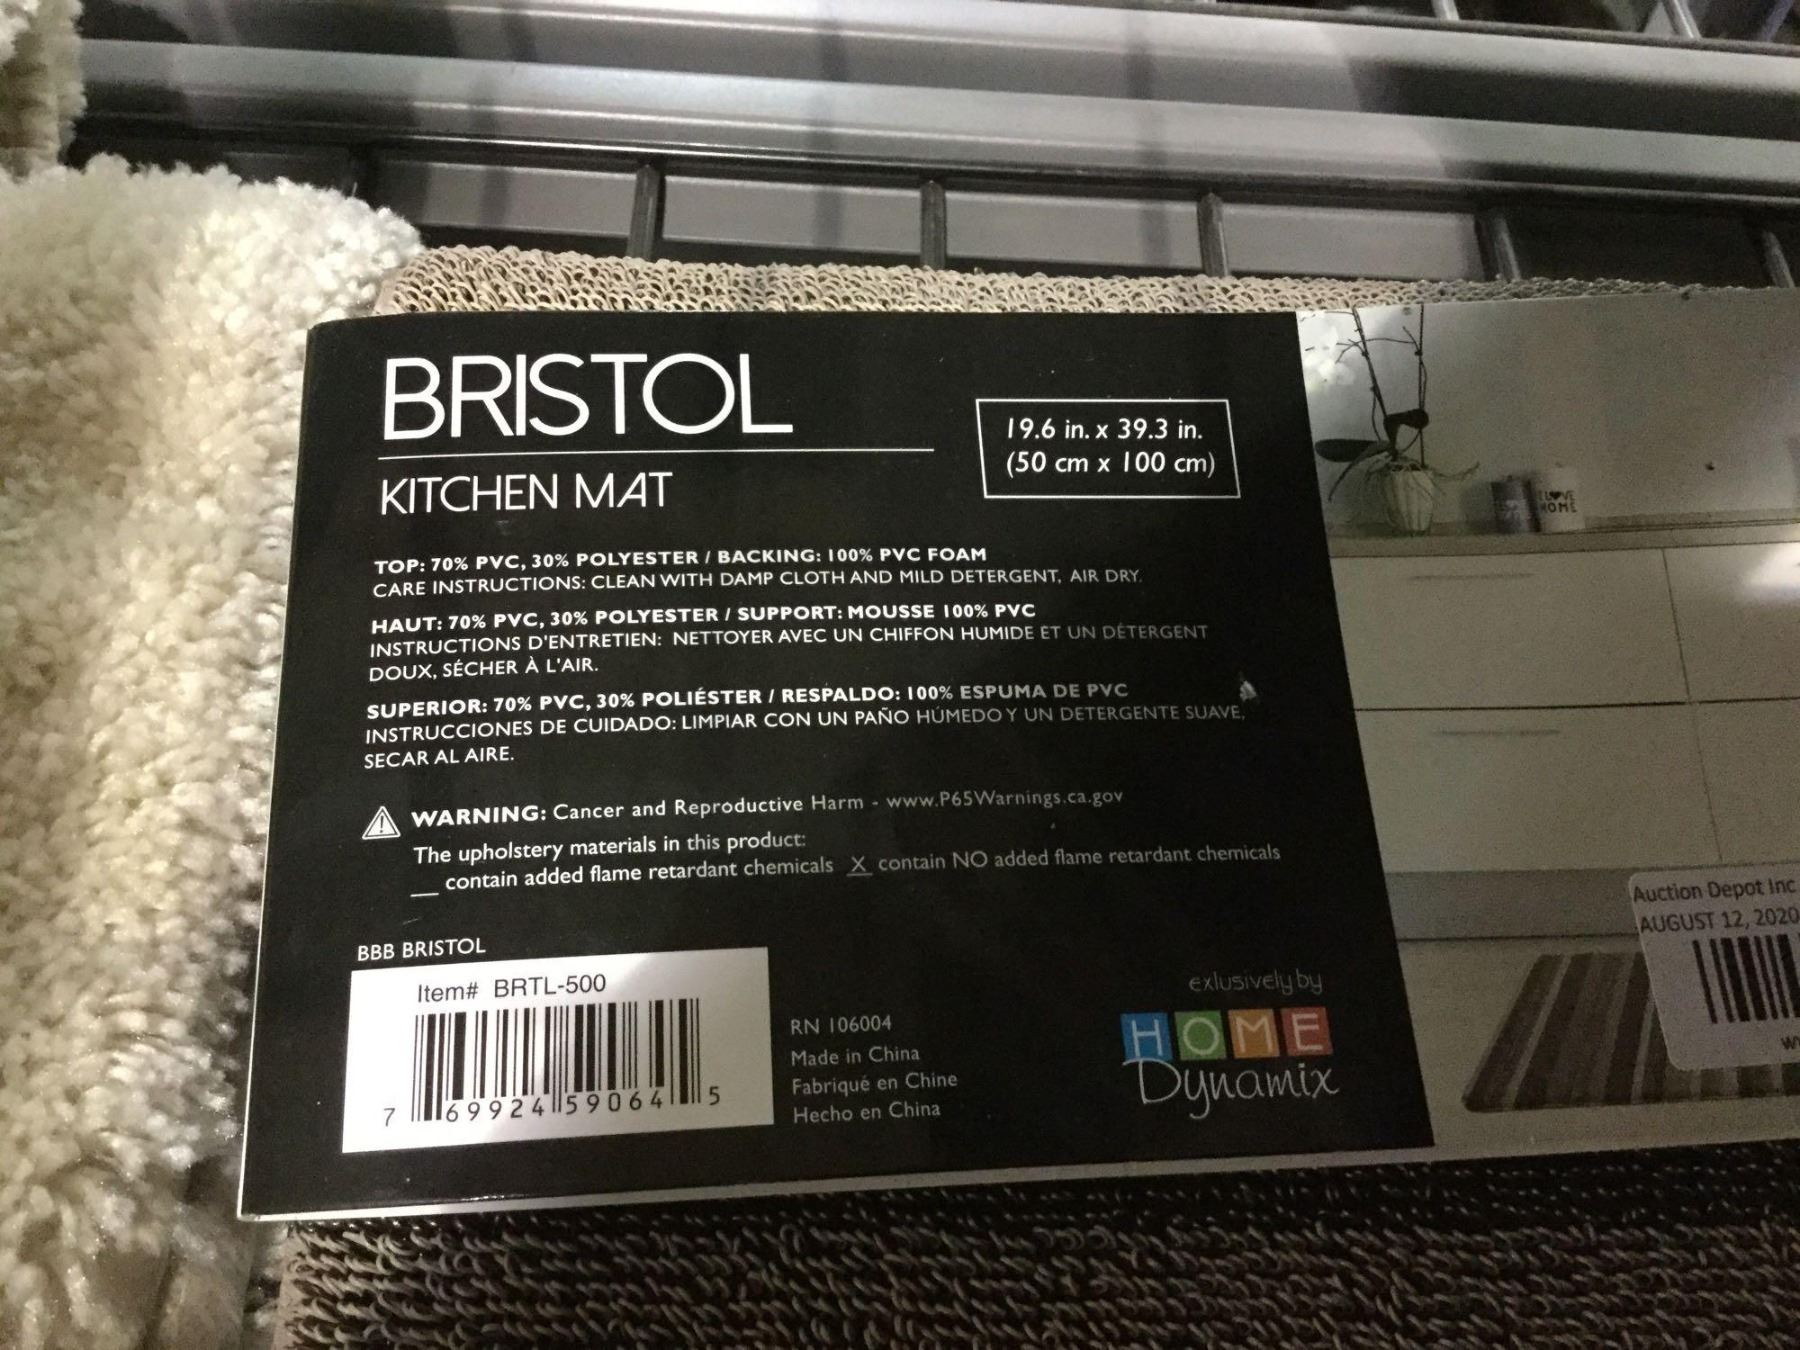 BRISTOL
KITCHEN MAT
19.6 in. x 39.3 in.
(50 cm x 100 cm)
TOP: 70% PVC, 30% POLYESTER / BACKING: 100% PVC FOAM
CARE INSTRUCTIONS: CLEAN WITH DAMP CLOTH AND MILD DETERGENT, AIR DRY.
HAUT: 70% PVC, 30% POLYESTER / SUPPORT: MOUSSE 100% PVC
INSTRUCTIONS D'ENTRETIEN: NETTOYER AVEC UN CHIFFON HUMIDE ET UN DÉTERGENT
DOUX, SÉCHER À L'AIR.
SUPERIOR: 70% PVC, 30% POLIÉSTER / RESPALDO: 100% ESPUMA DE PVC
INSTRUCCIONES DE CUIDADO: LIMPIAR CON UN PAÑO HÚMEDO Y UN DETERGENTE SUAVE,
SECAR AL AIRE.
WARNING: Cancer and Reproductive Harm - www.P65Warnings.ca.gov
The upholstery materials in this product:
__ contain added flame retardant chemicals X contain NO added flame retardant chemicals
BBB BRISTOL
Item# BRTL-500
7 69924 59064 5
RN 106004
Made in China
Fabriqué en Chine
Hecho en China
exlusively by
HOME
Dynamix
I LOVE
HOME
Auction Depot Inc
AUGUST 12, 2020